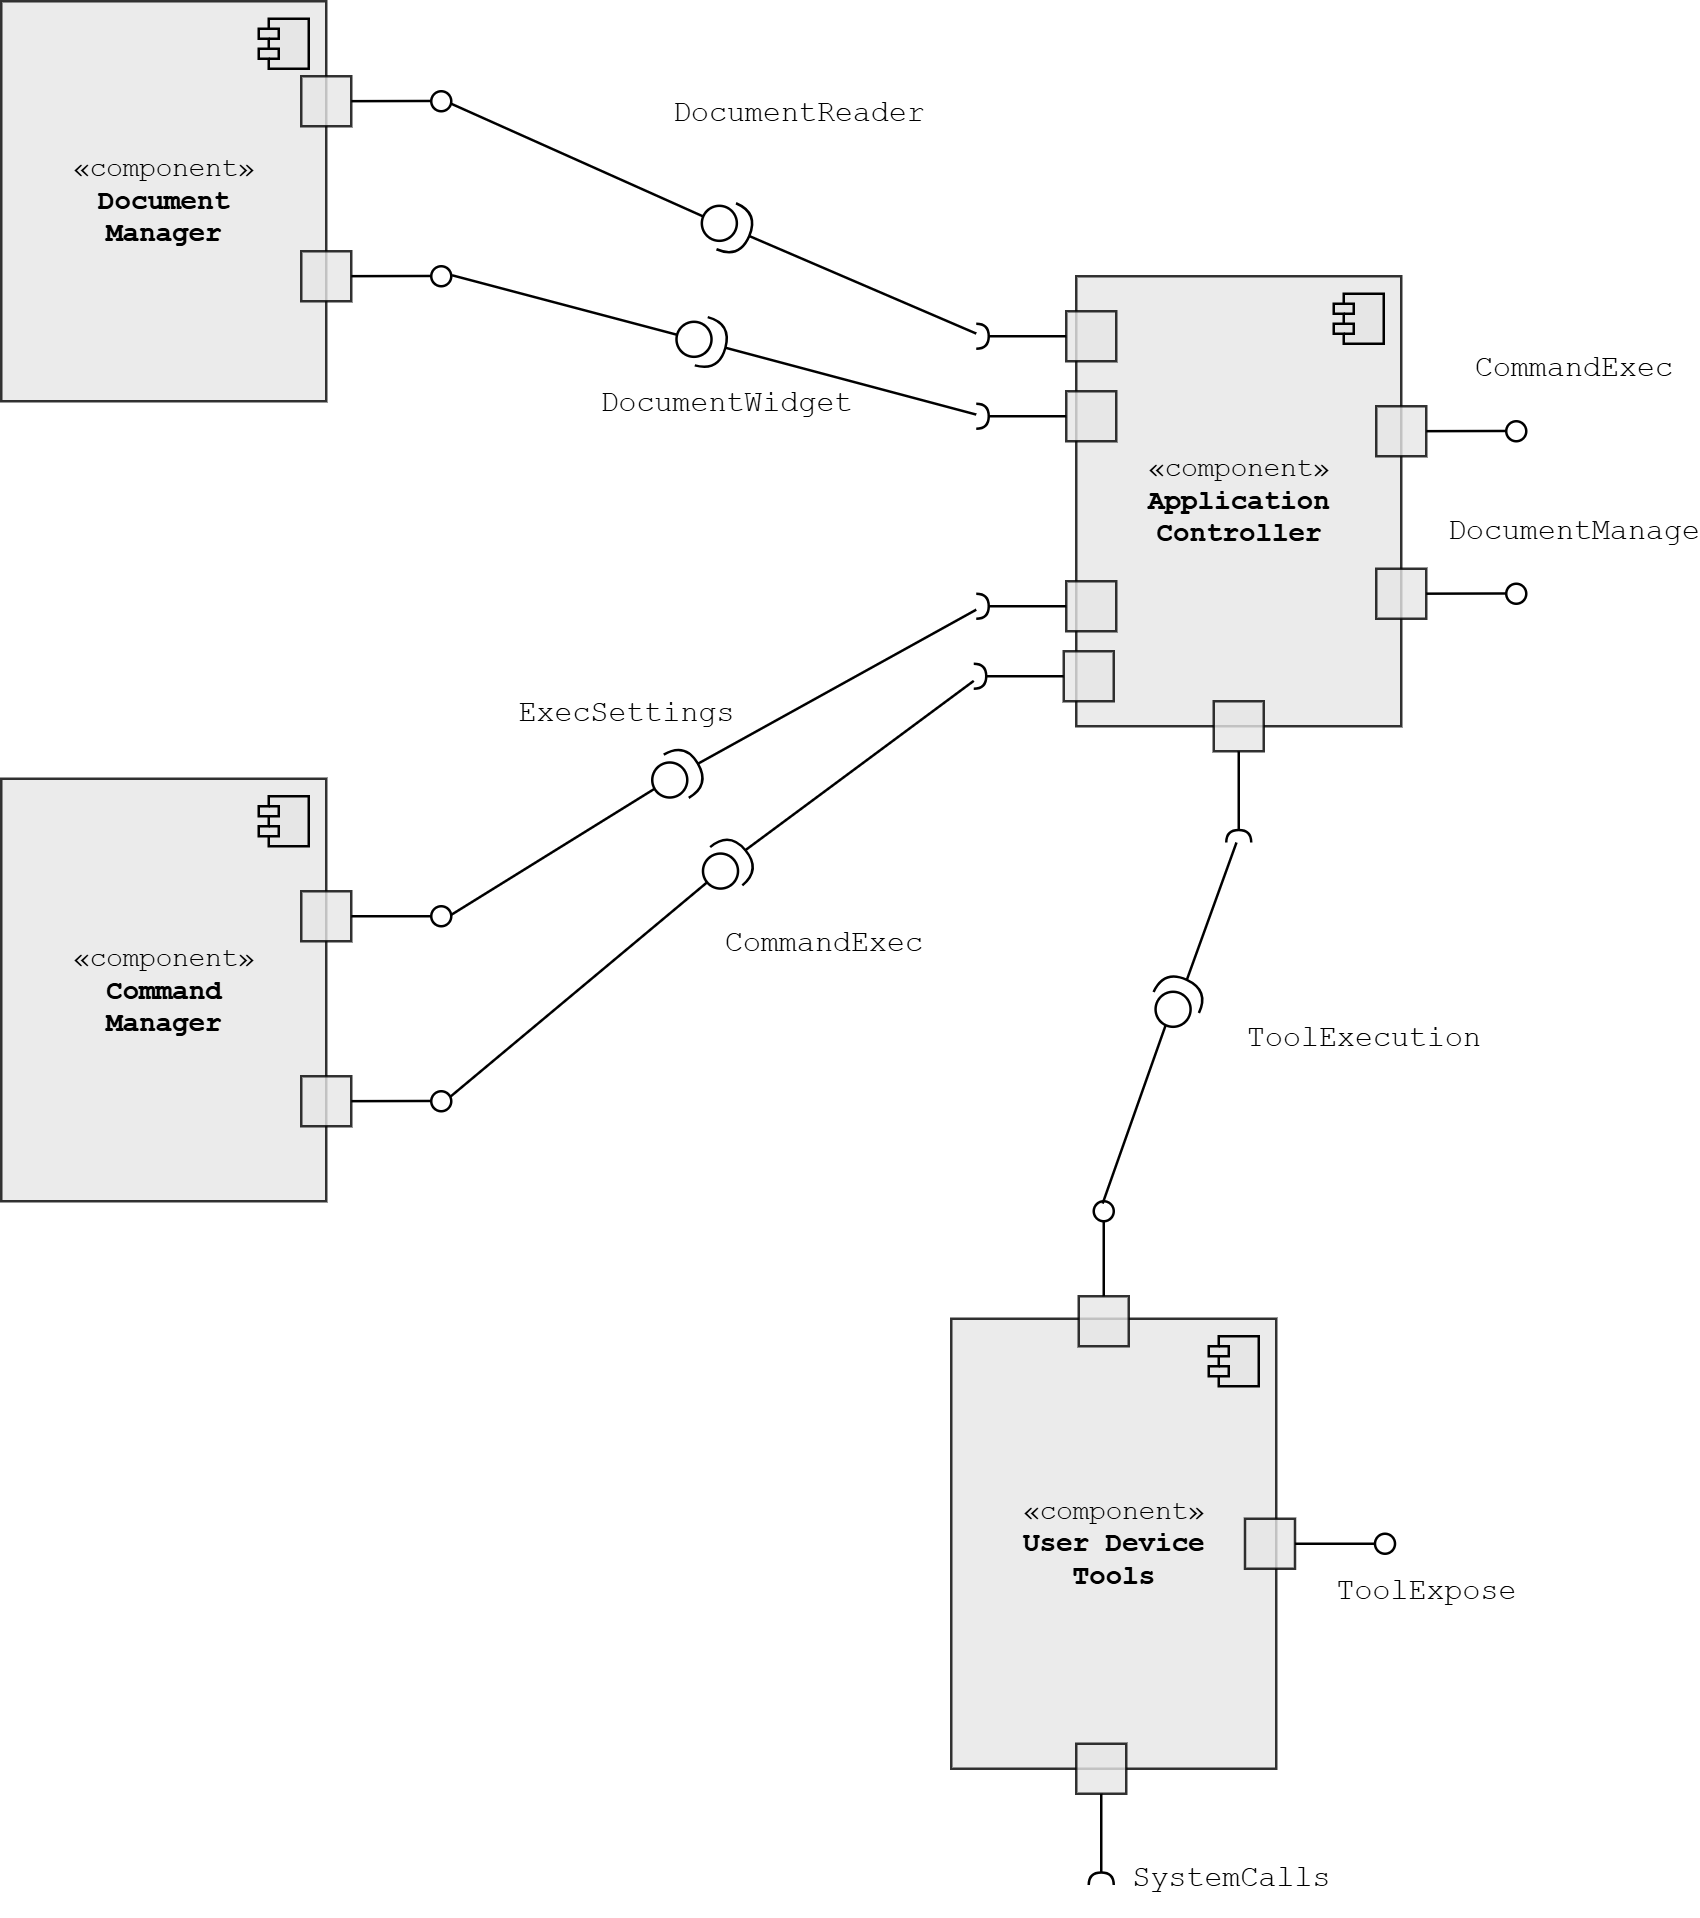 DocumentReader
«component»
Document
Manager
DocumentWidget
CommandExec
«component»
Application
Controller
DocumentManage
ExecSettings
CommandExec
«component»
Command
Manager
ToolExecution
«component»
User Device
Tools
ToolExpose
SystemCalls